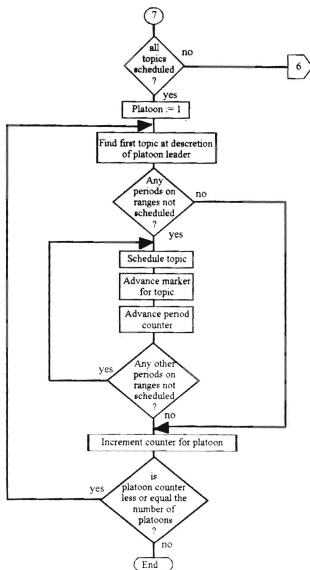 7
all
topics
scheduled
?
no
6
yes
Platoon := 1
Find first topic at descretion
of platoon leader
Any
periods on
ranges not
scheduled
?
no
yes
Schedule topic
Advance marker
for topic
Advance period
counter
yes
Any other
periods on
ranges not
scheduled
?
no
Increment counter for platoon
yes
is
platoon counter
less or equal the
number of
platoons
?
no
End